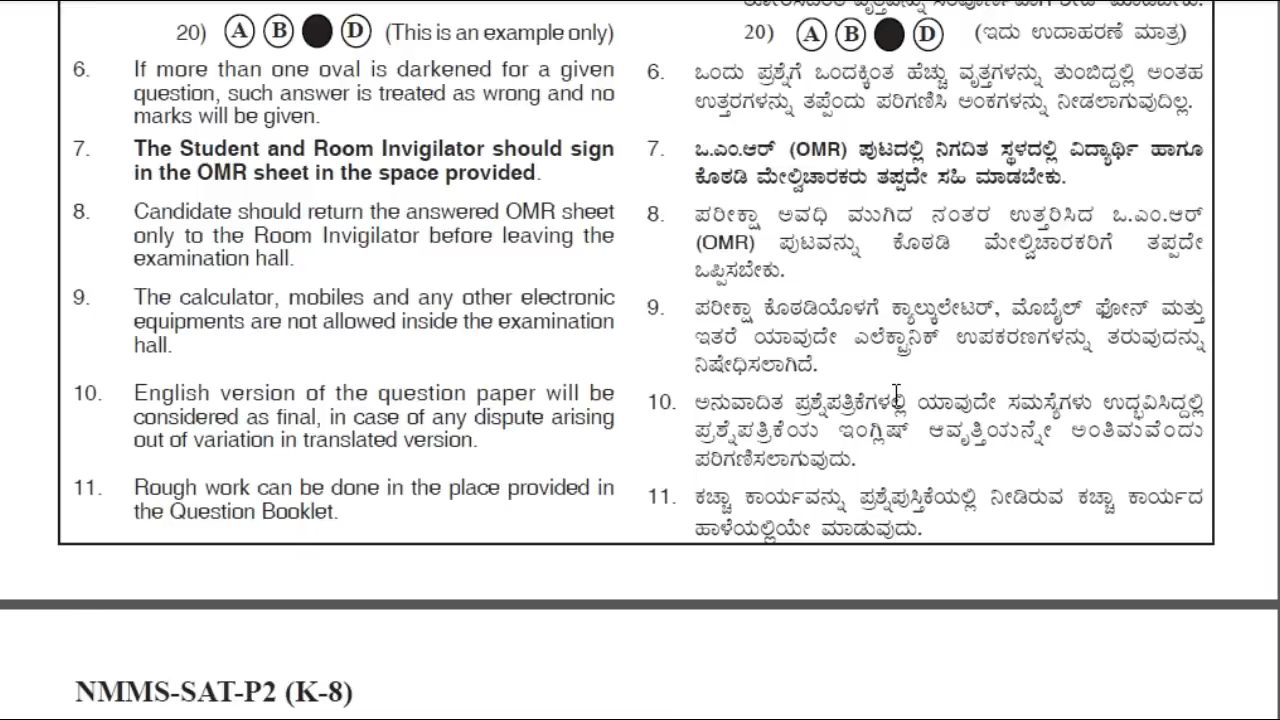 20) A B D (This is an example only)
6. If more than one oval is darkened for a given
question, such answer is treated as wrong and no
marks will be given.
7. The Student and Room Invigilator should sign
in the OMR sheet in the space provided.
8. Candidate should return the answered OMR sheet
only to the Room Invigilator before leaving the
examination hall.
9. The calculator, mobiles and any other electronic
equipments are not allowed inside the examination
hall.
10. English version of the question paper will be
considered as final, in case of any dispute arising
out of variation in translated version.
11. Rough work can be done in the place provided in
the Question Booklet.
20) A B D (ಇದು ಉದಾಹರಣೆ ಮಾತ್ರ)
6. ಒಂದು ಪ್ರಶ್ನೆಗೆ ಒಂದಕ್ಕಿಂತ ಹೆಚ್ಚು ವೃತ್ತಗಳನ್ನು ತುಂಬಿದ್ದಲ್ಲಿ ಅಂತಹ
ಉತ್ತರಗಳನ್ನು ತಪ್ಪೆಂದು ಪರಿಗಣಿಸಿ ಅಂಕಗಳನ್ನು ನೀಡಲಾಗುವುದಿಲ್ಲ.
7. ಒ.ಎಂ.ಆರ್ (OMR) ಪುಟದಲ್ಲಿ ನಿಗದಿತ ಸ್ಥಳದಲ್ಲಿ ವಿದ್ಯಾರ್ಥಿ ಹಾಗೂ
ಕೊಠಡಿ ಮೇಲ್ವಿಚಾರಕರು ತಪ್ಪದೇ ಸಹಿ ಮಾಡಬೇಕು.
8. ಪರೀಕ್ಷಾ ಅವಧಿ ಮುಗಿದ ನಂತರ ಉತ್ತರಿಸಿದ ಒ.ಎಂ.ಆರ್
(OMR) ಪುಟವನ್ನು ಕೊಠಡಿ ಮೇಲ್ವಿಚಾರಕರಿಗೆ ತಪ್ಪದೇ
ಒಪ್ಪಿಸಬೇಕು.
9. ಪರೀಕ್ಷಾ ಕೊಠಡಿಯೊಳಗೆ ಕ್ಯಾಲ್ಕುಲೇಟರ್, ಮೊಬೈಲ್ ಫೋನ್ ಮತ್ತು
ಇತರೆ ಯಾವುದೇ ಎಲೆಕ್ಟ್ರಾನಿಕ್ ಉಪಕರಣಗಳನ್ನು ತರುವುದನ್ನು
ನಿಷೇಧಿಸಲಾಗಿದೆ.
10. ಅನುವಾದಿತ ಪ್ರಶ್ನೆಪತ್ರಿಕೆಗಳಲ್ಲಿ ಯಾವುದೇ ಸಮಸ್ಯೆಗಳು ಉದ್ಭವಿಸಿದ್ದಲ್ಲಿ
ಪ್ರಶ್ನೆಪತ್ರಿಕೆಯ ಇಂಗ್ಲಿಷ್ ಆವೃತ್ತಿಯನ್ನೇ ಅಂತಿಮವೆಂದು
ಪರಿಗಣಿಸಲಾಗುವುದು.
11. ಕಚ್ಚಾ ಕಾರ್ಯವನ್ನು ಪ್ರಶ್ನೆಪುಸ್ತಿಕೆಯಲ್ಲಿ ನೀಡಿರುವ ಕಚ್ಚಾ ಕಾರ್ಯದ
ಹಾಳೆಯಲ್ಲಿಯೇ ಮಾಡುವುದು.
NMMS-SAT-P2 (K-8)